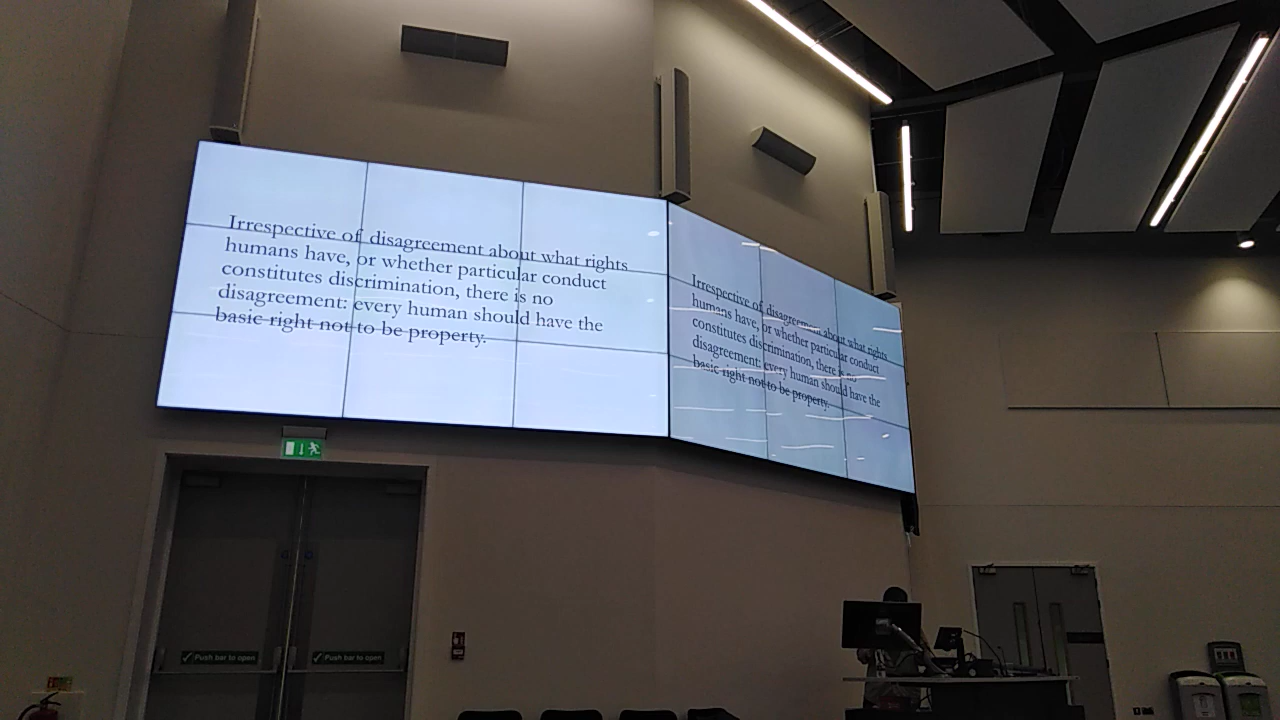 Irrespective of disagreement about what rights
humans have, or whether particular conduct
constitutes discrimination, there is no
disagreement: every human should have the
basic right not to be property.
Irrespective of disagreement about what rights
humans have, or whether particular conduct
constitutes discrimination, there is no
disagreement: every human should have the
basic right not to be property.
Push bar to open
Push bar to open